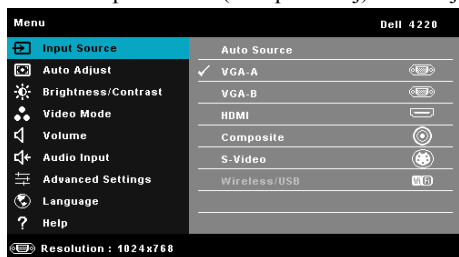 Menu
Dell 4220
Input Source
Auto Adjust
Brightness/Contrast
Video Mode
Volume
Audio Input
Advanced Settings
Language
? Help
Auto Source
✓ VGA-A
VGA-B
HDMI
Composite
S-Video
Wireless/USB
Resolution : 1024x768